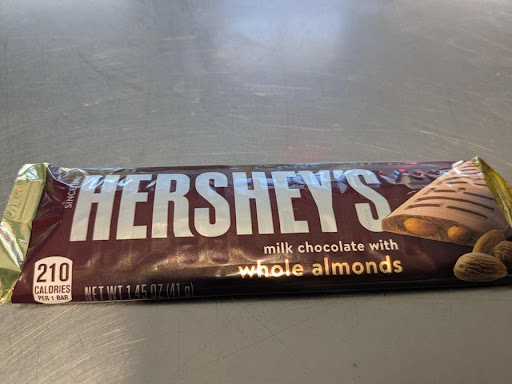 HERSHEY'S
milk chocolate with
whole almonds
210
CALORIES
PER 1 BAR
NET WT 1.45 OZ (41 g)